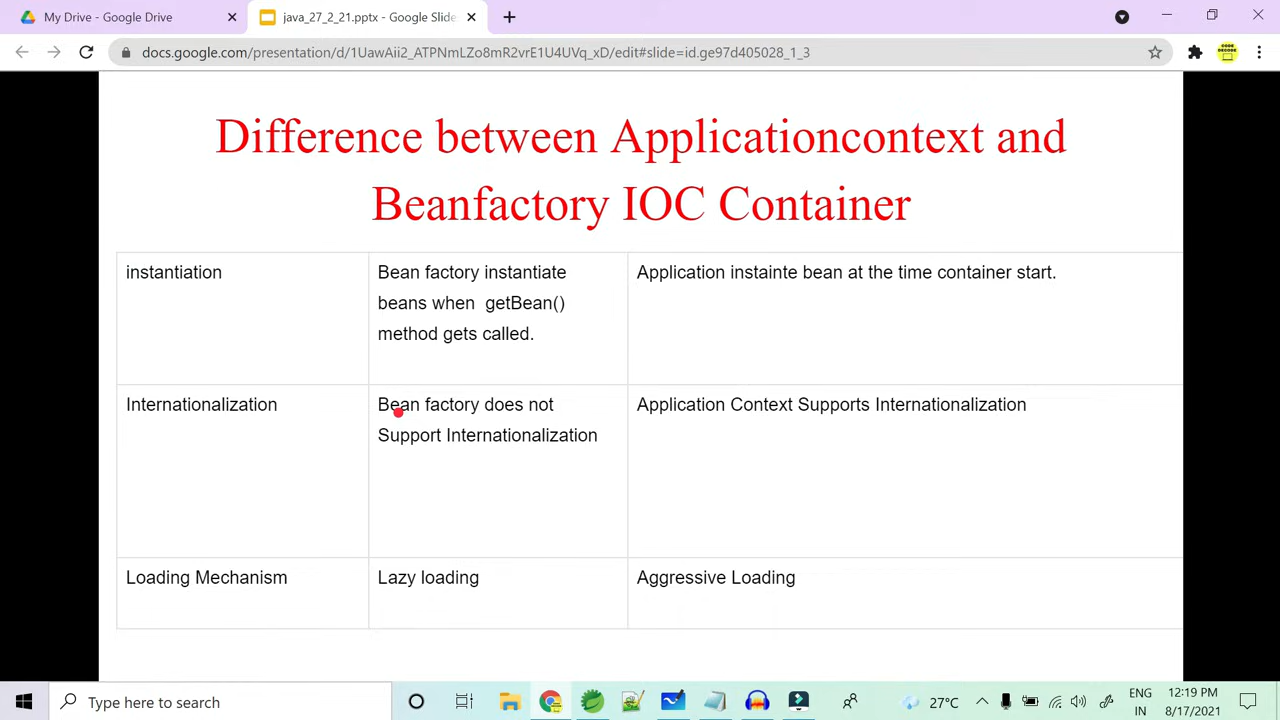 My Drive - Google Drive
java_27_2_21.pptx - Google Slide
docs.google.com/presentation/d/1UawAii2_ATPNmLZo8mR2vrE1U4UVq_xD/edit#slide=id.ge97d405028_1_3
CODE
DECODE
Difference between Applicationcontext and
Beanfactory IOC Container
instantiation
Bean factory instantiate
beans when getBean()
method gets called.
Application instainte bean at the time container start.
Internationalization
Bean factory does not
Support Internationalization
Application Context Supports Internationalization
Loading Mechanism
Lazy loading
Aggressive Loading
Type here to search
27°C
ENG
IN
12:19 PM
8/17/2021